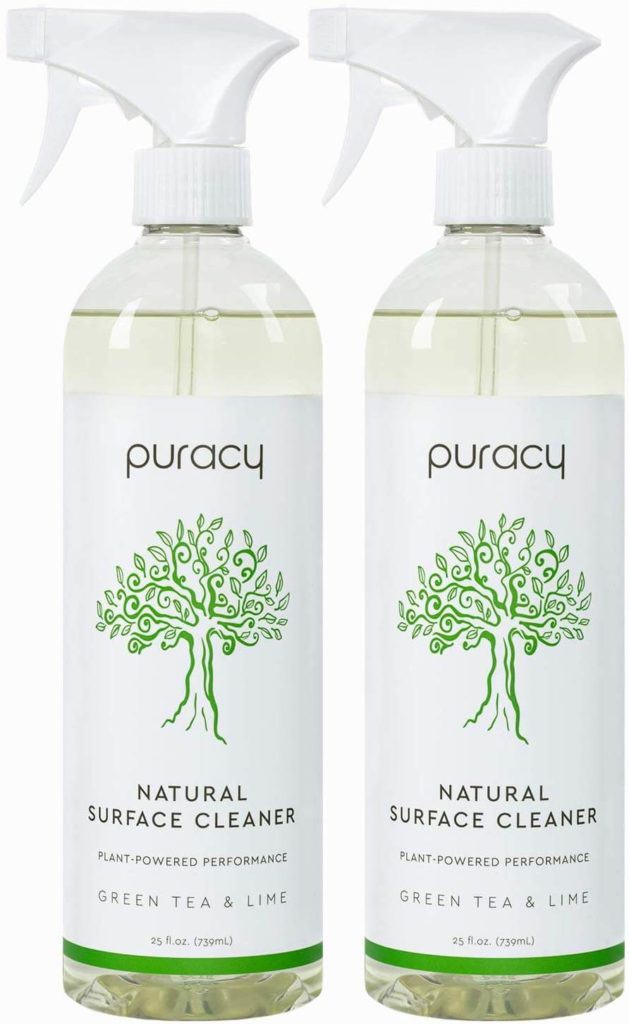 puracy
NATURAL
SURFACE CLEANER
PLANT-POWERED PERFORMANCE
GREEN TEA & LIME
25 fl.oz. (739mL)
puracy
NATURAL
SURFACE CLEANER
PLANT-POWERED PERFORMANCE
GREEN TEA & LIME
25 fl.oz. (739mL)